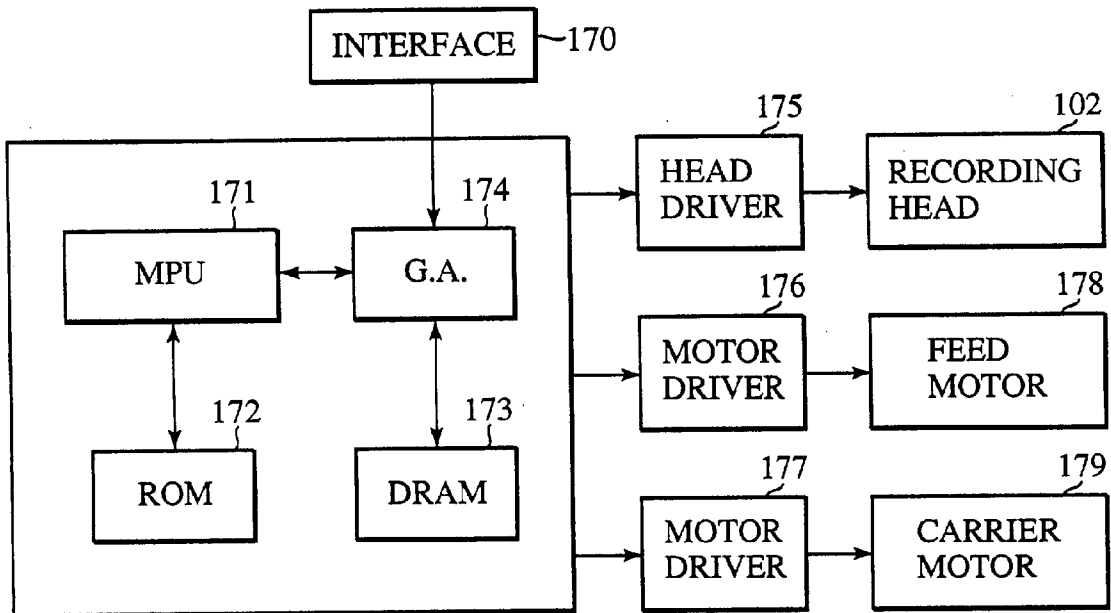 INTERFACE 170
175
102
HEAD
DRIVER
RECORDING
HEAD
171
174
MPU
G.A.
176
178
MOTOR
DRIVER
FEED
MOTOR
172
173
ROM
DRAM
177
179
MOTOR
DRIVER
CARRIER
MOTOR